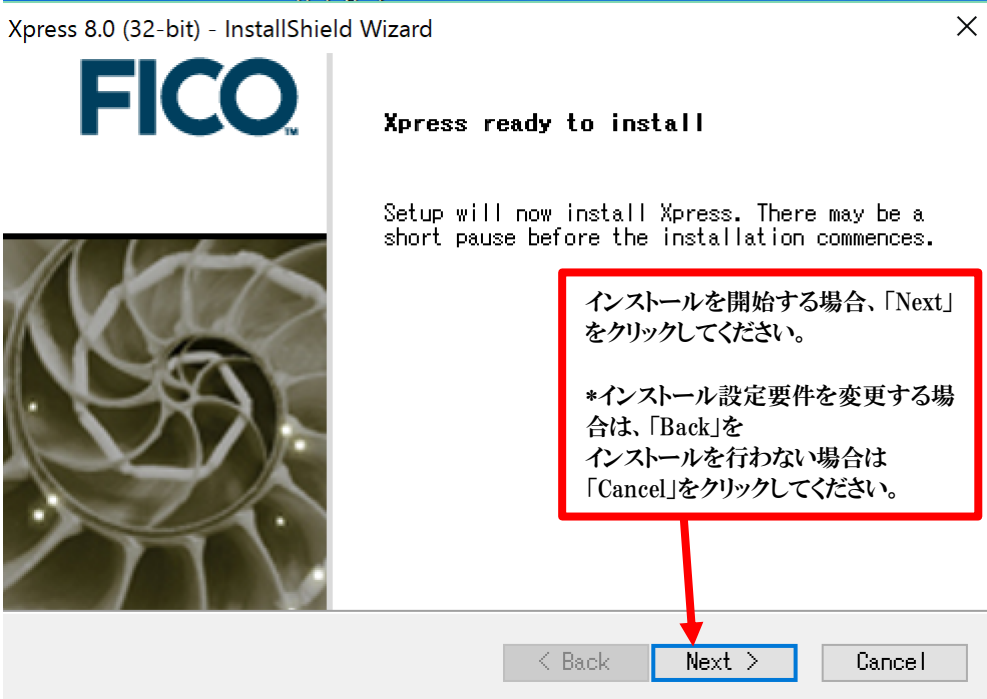 Xpress 8.0 (32-bit) - InstallShield Wizard
FICO
TM
Xpress ready to install
Setup will now install Xpress. There may be a
short pause before the installation commences.
インストールを開始する場合、「Next」
をクリックしてください。
*インストール設定要件を変更する場
合は、「Back」を
インストールを行わない場合は
「Cancel」をクリックしてください。
< Back
Next >
Cancel